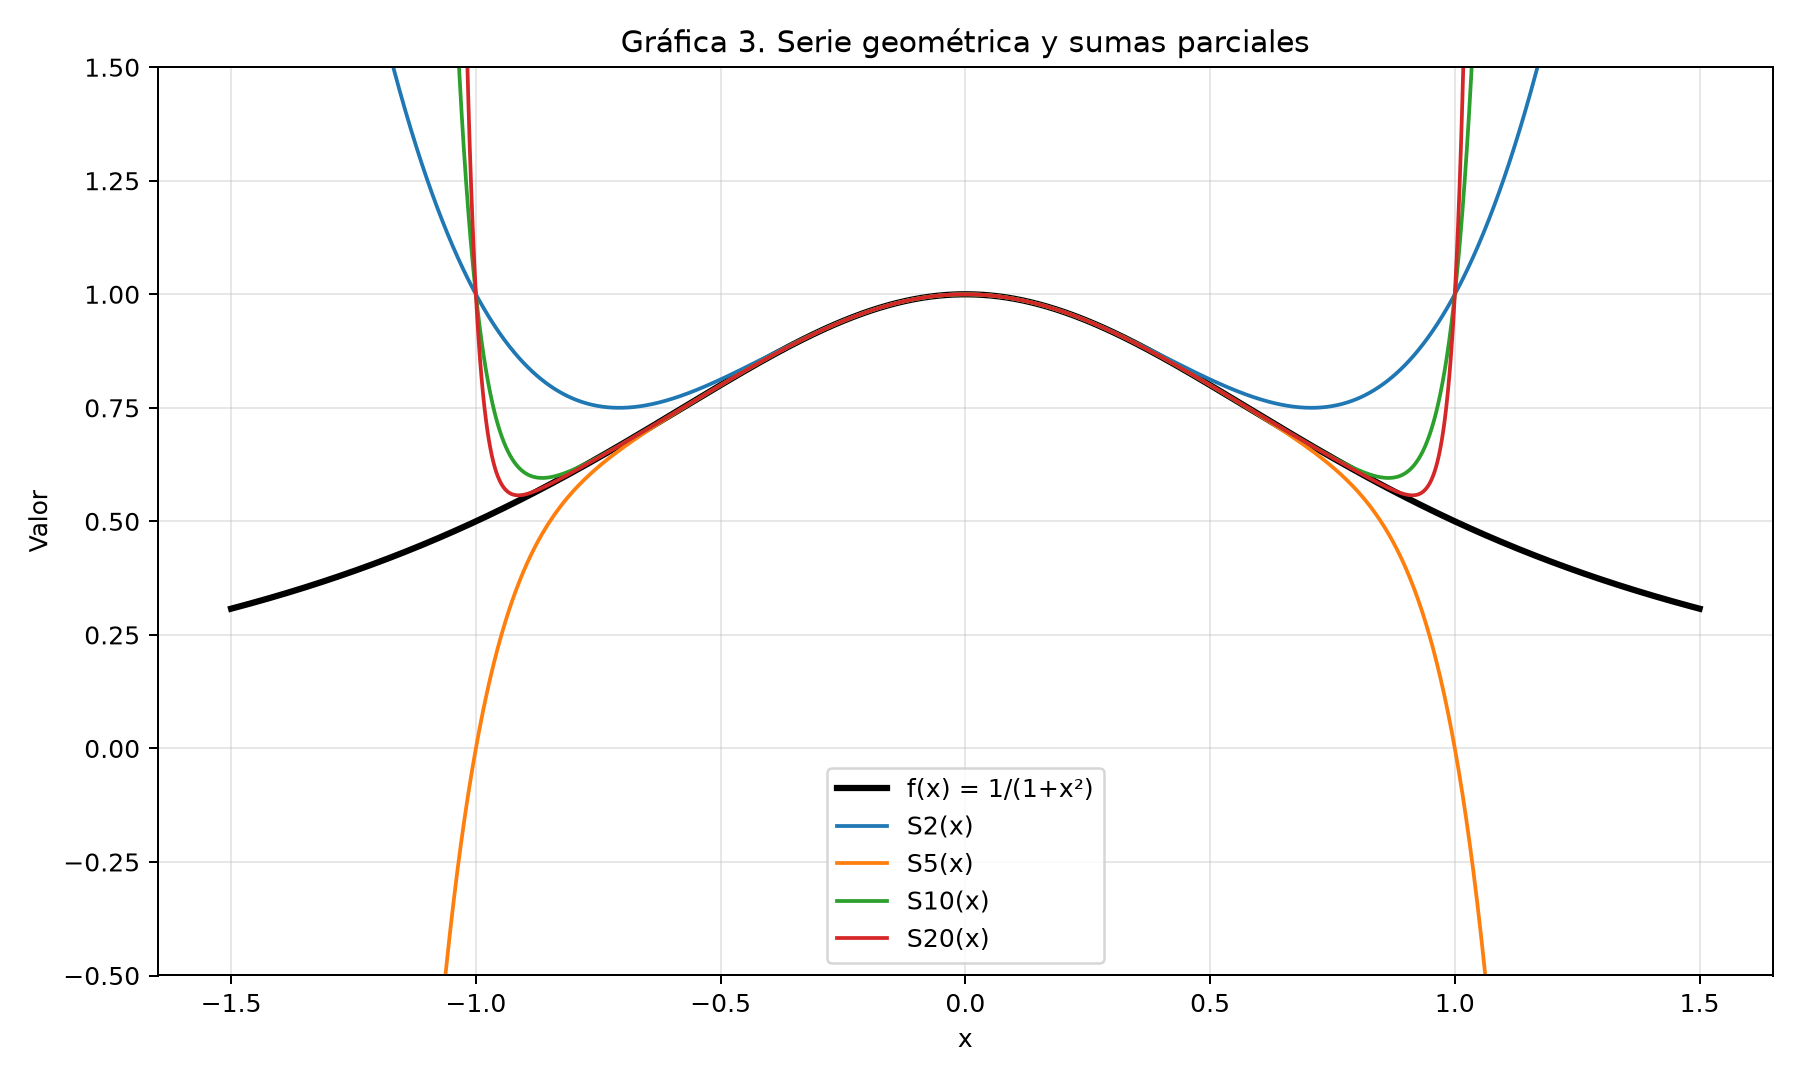 Gráfica 3. Serie geométrica y sumas parciales
1.50
1.25
1.00
0.75
0.50
0.25
0.00
−0.25
−0.50
Valor
f(x) = 1/(1+x²)
S2(x)
S5(x)
S10(x)
S20(x)
−1.5 −1.0 −0.5 0.0 0.5 1.0 1.5
x